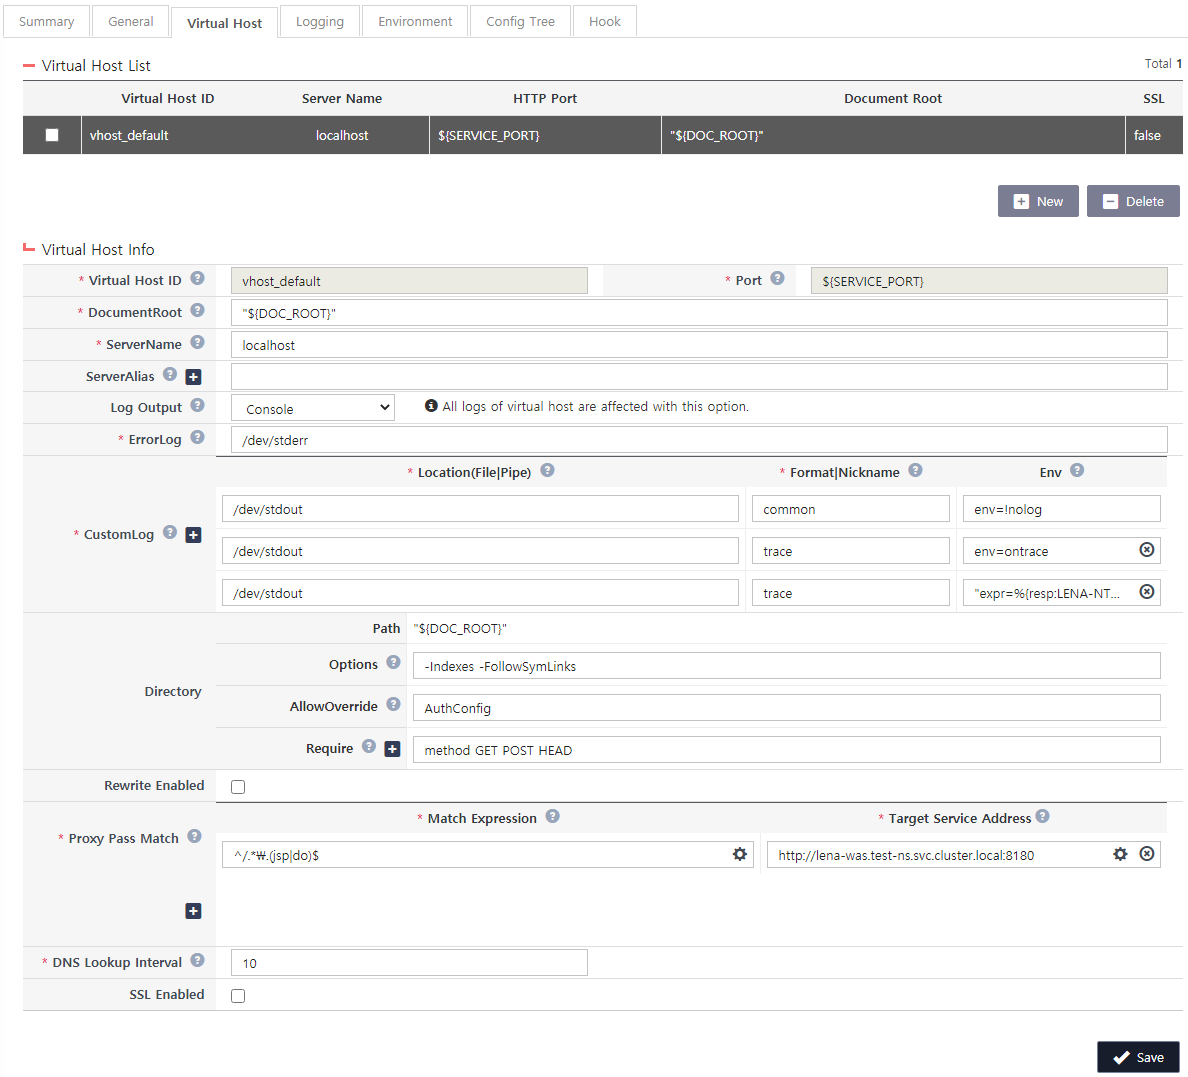 Summary General Virtual Host Logging Environment Config Tree Hook
Virtual Host List Total 1
Virtual Host ID Server Name HTTP Port Document Root SSL
vhost_default localhost ${SERVICE_PORT} "${DOC_ROOT}" false
New Delete
Virtual Host Info
* Virtual Host ID vhost_default * Port ${SERVICE_PORT}
* DocumentRoot "${DOC_ROOT}"
* ServerName localhost
ServerAlias
Log Output Console All logs of virtual host are affected with this option.
* ErrorLog /dev/stderr
* Location(File|Pipe) * Format|Nickname Env
/dev/stdout common env=!nolog
* CustomLog /dev/stdout trace env=ontrace
/dev/stdout trace "expr=%{resp:LENA-NT...
Path "${DOC_ROOT}"
Options -Indexes -FollowSymLinks
Directory
AllowOverride AuthConfig
Require method GET POST HEAD
Rewrite Enabled
* Match Expression * Target Service Address
* Proxy Pass Match
^/.*₩.(jsp|do)$ http://lena-was.test-ns.svc.cluster.local:8180
* DNS Lookup Interval 10
SSL Enabled
Save